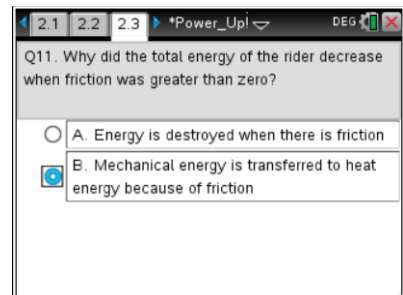 2.1 2.2 2.3 *Power_Up! DEG
Q11. Why did the total energy of the rider decrease
when friction was greater than zero?
A. Energy is destroyed when there is friction
B. Mechanical energy is transferred to heat
energy because of friction